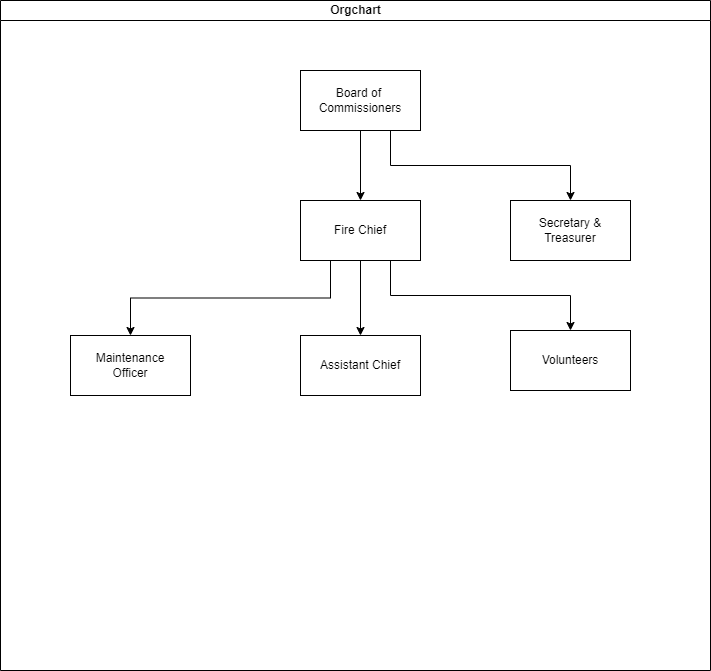 Orgchart
Board of
Commissioners
Fire Chief
Secretary &
Treasurer
Maintenance
Officer
Assistant Chief
Volunteers